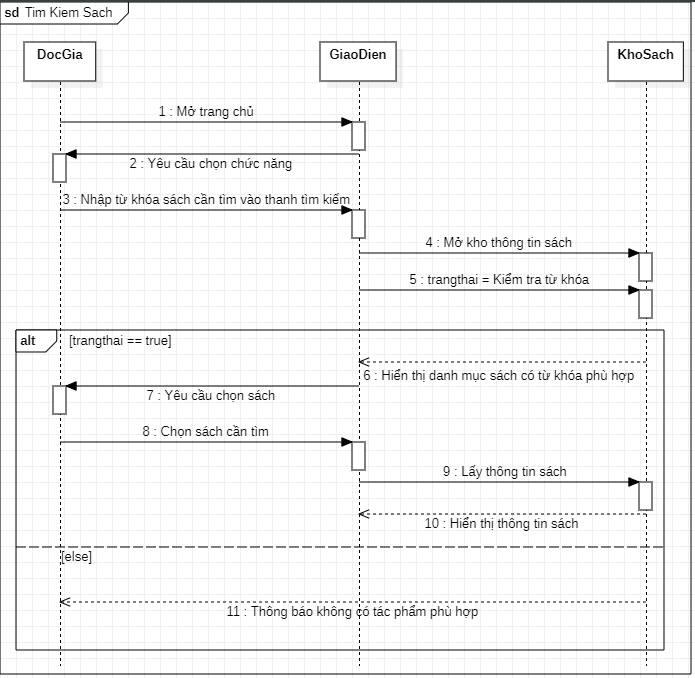 sd Tim Kiem Sach
DocGia
GiaoDien
KhoSach
1 : Mở trang chủ
2 : Yêu cầu chọn chức năng
3 : Nhập từ khóa sách cần tìm vào thanh tìm kiếm
4 : Mở kho thông tin sách
5 : trangthai = Kiểm tra từ khóa
alt [trangthai == true]
6 : Hiển thị danh mục sách có từ khóa phù hợp
7 : Yêu cầu chọn sách
8 : Chọn sách cần tìm
9 : Lấy thông tin sách
10 : Hiển thị thông tin sách
[else]
11 : Thông báo không có tác phẩm phù hợp